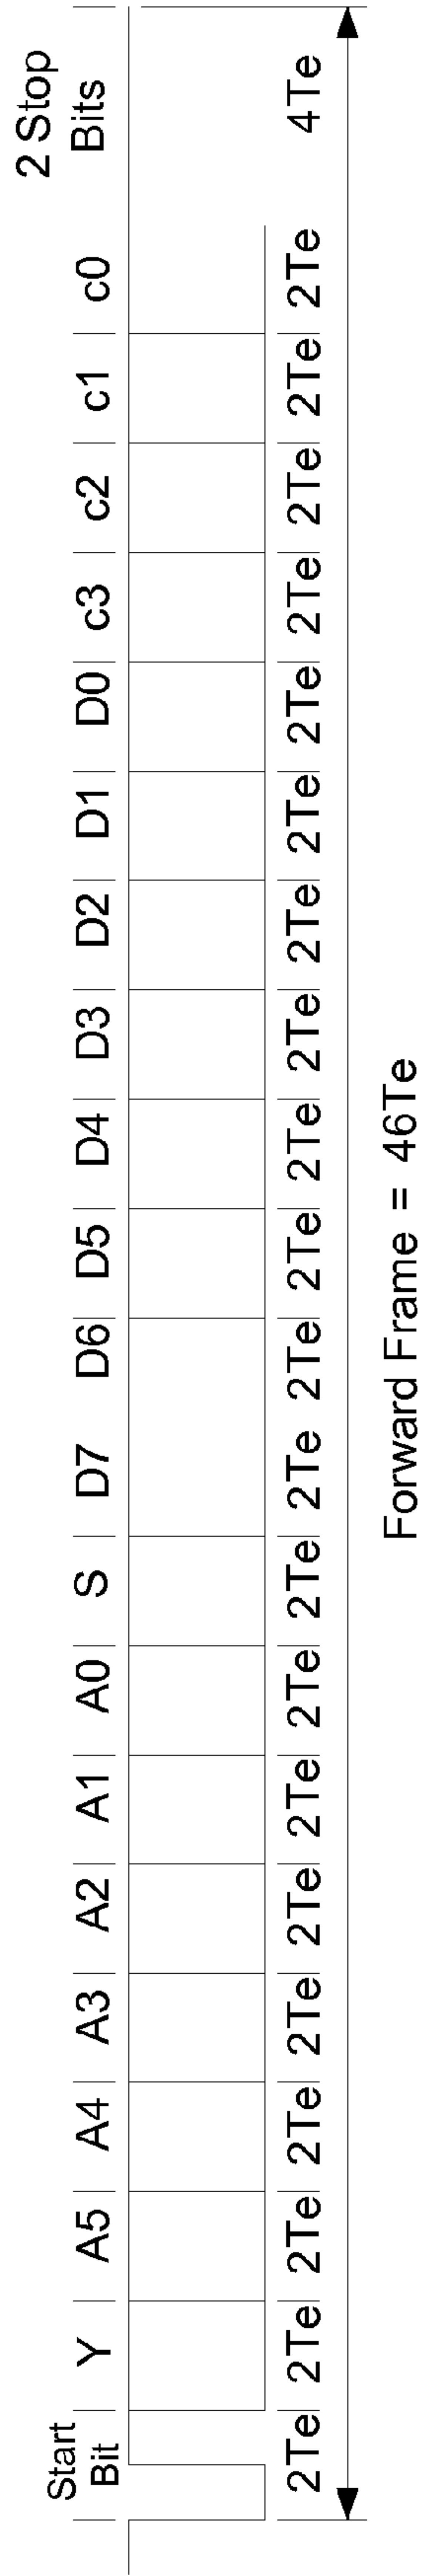 Start
Bit
Y A5 A4 A3 A2 A1 A0 S D7 D6 D5 D4 D3 D2 D1 D0 c3 c2 c1 c0
2 Stop
Bits
2Te 2Te 2Te 2Te 2Te 2Te 2Te 2Te 2Te 2Te 2Te 2Te 2Te 2Te 2Te 2Te 2Te 2Te 2Te 2Te 2Te 4Te
Forward Frame = 46Te